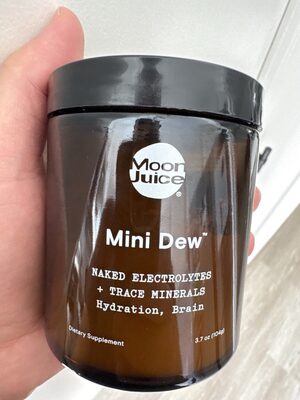 Moon
Juice®
Mini Dew™
NAKED ELECTROLYTES
+ TRACE MINERALS
Hydration, Brain
Dietary Supplement
3.7 oz (104g)